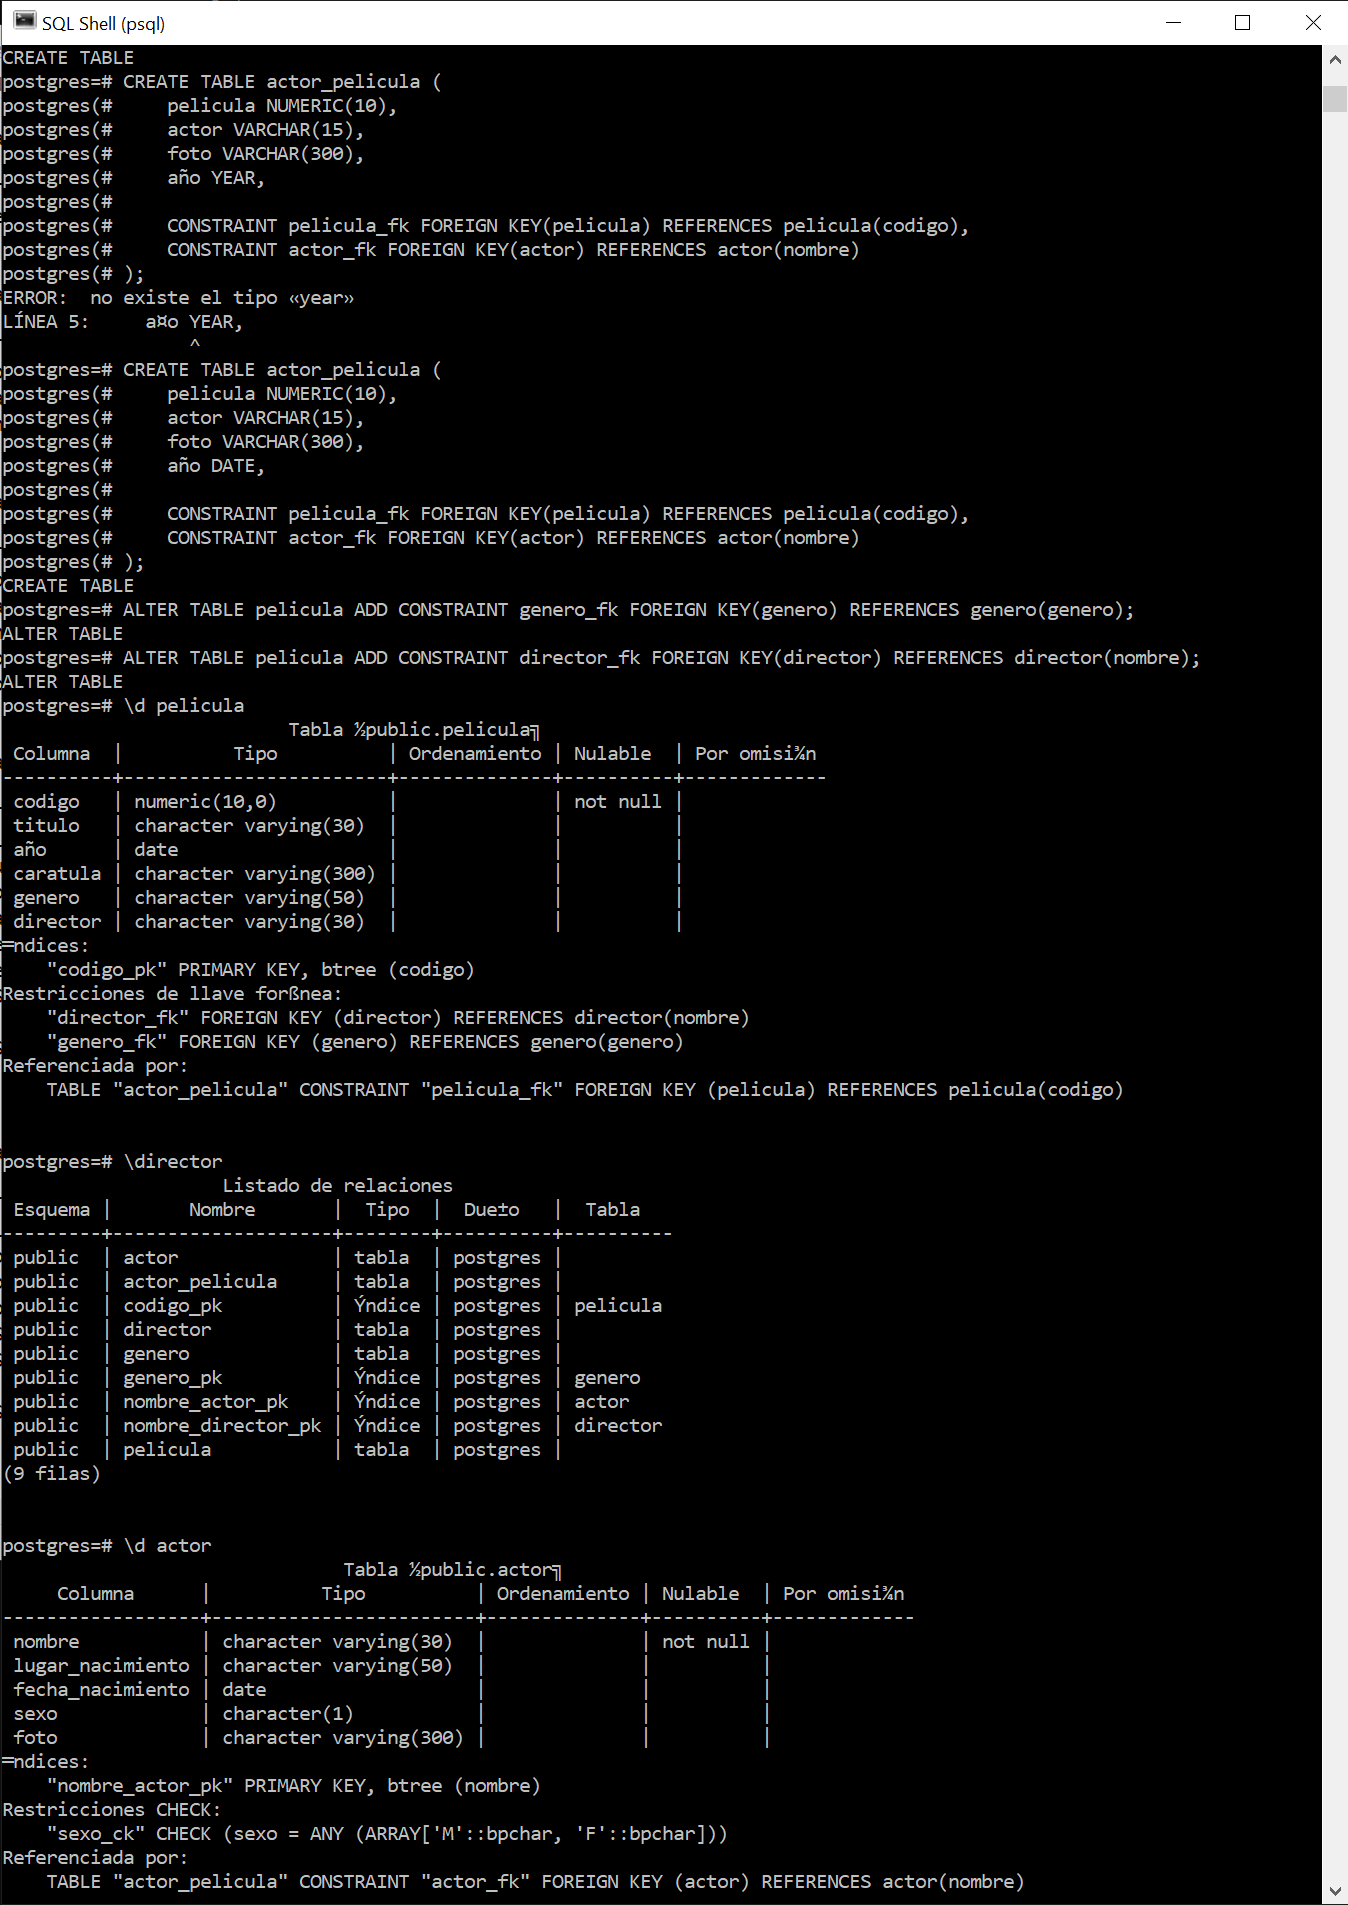 SQL Shell (psql)
CREATE TABLE
postgres=# CREATE TABLE actor_pelicula (
postgres(#     pelicula NUMERIC(10),
postgres(#     actor VARCHAR(15),
postgres(#     foto VARCHAR(300),
postgres(#     año YEAR,
postgres(#
postgres(#     CONSTRAINT pelicula_fk FOREIGN KEY(pelicula) REFERENCES pelicula(codigo),
postgres(#     CONSTRAINT actor_fk FOREIGN KEY(actor) REFERENCES actor(nombre)
postgres(# );
ERROR:  no existe el tipo «year»
LÍNEA 5:     a¤o YEAR,
                 ^
postgres=# CREATE TABLE actor_pelicula (
postgres(#     pelicula NUMERIC(10),
postgres(#     actor VARCHAR(15),
postgres(#     foto VARCHAR(300),
postgres(#     año DATE,
postgres(#
postgres(#     CONSTRAINT pelicula_fk FOREIGN KEY(pelicula) REFERENCES pelicula(codigo),
postgres(#     CONSTRAINT actor_fk FOREIGN KEY(actor) REFERENCES actor(nombre)
postgres(# );
CREATE TABLE
postgres=# ALTER TABLE pelicula ADD CONSTRAINT genero_fk FOREIGN KEY(genero) REFERENCES genero(genero);
ALTER TABLE
postgres=# ALTER TABLE pelicula ADD CONSTRAINT director_fk FOREIGN KEY(director) REFERENCES director(nombre);
ALTER TABLE
postgres=# \d pelicula
                          Tabla ½public.pelicula╗
 Columna  |          Tipo          | Ordenamiento | Nulable  | Por omisi¾n
----------+------------------------+--------------+----------+-------------
 codigo   | numeric(10,0)          |              | not null |
 titulo   | character varying(30)  |              |          |
 año      | date                   |              |          |
 caratula | character varying(300) |              |          |
 genero   | character varying(50)  |              |          |
 director | character varying(30)  |              |          |
═ndices:
    "codigo_pk" PRIMARY KEY, btree (codigo)
Restricciones de llave forßnea:
    "director_fk" FOREIGN KEY (director) REFERENCES director(nombre)
    "genero_fk" FOREIGN KEY (genero) REFERENCES genero(genero)
Referenciada por:
    TABLE "actor_pelicula" CONSTRAINT "pelicula_fk" FOREIGN KEY (pelicula) REFERENCES pelicula(codigo)
postgres=# \director
                    Listado de relaciones
 Esquema |       Nombre       |  Tipo  |  Due±o   |  Tabla
---------+--------------------+--------+----------+----------
 public  | actor              | tabla  | postgres |
 public  | actor_pelicula     | tabla  | postgres |
 public  | codigo_pk          | Ýndice | postgres | pelicula
 public  | director           | tabla  | postgres |
 public  | genero             | tabla  | postgres |
 public  | genero_pk          | Ýndice | postgres | genero
 public  | nombre_actor_pk    | Ýndice | postgres | actor
 public  | nombre_director_pk | Ýndice | postgres | director
 public  | pelicula           | tabla  | postgres |
(9 filas)
postgres=# \d actor
                               Tabla ½public.actor╗
     Columna      |          Tipo          | Ordenamiento | Nulable  | Por omisi¾n
------------------+------------------------+--------------+----------+-------------
 nombre           | character varying(30)  |              | not null |
 lugar_nacimiento | character varying(50)  |              |          |
 fecha_nacimiento | date                   |              |          |
 sexo             | character(1)           |              |          |
 foto             | character varying(300) |              |          |
═ndices:
    "nombre_actor_pk" PRIMARY KEY, btree (nombre)
Restricciones CHECK:
    "sexo_ck" CHECK (sexo = ANY (ARRAY['M'::bpchar, 'F'::bpchar]))
Referenciada por:
    TABLE "actor_pelicula" CONSTRAINT "actor_fk" FOREIGN KEY (actor) REFERENCES actor(nombre)